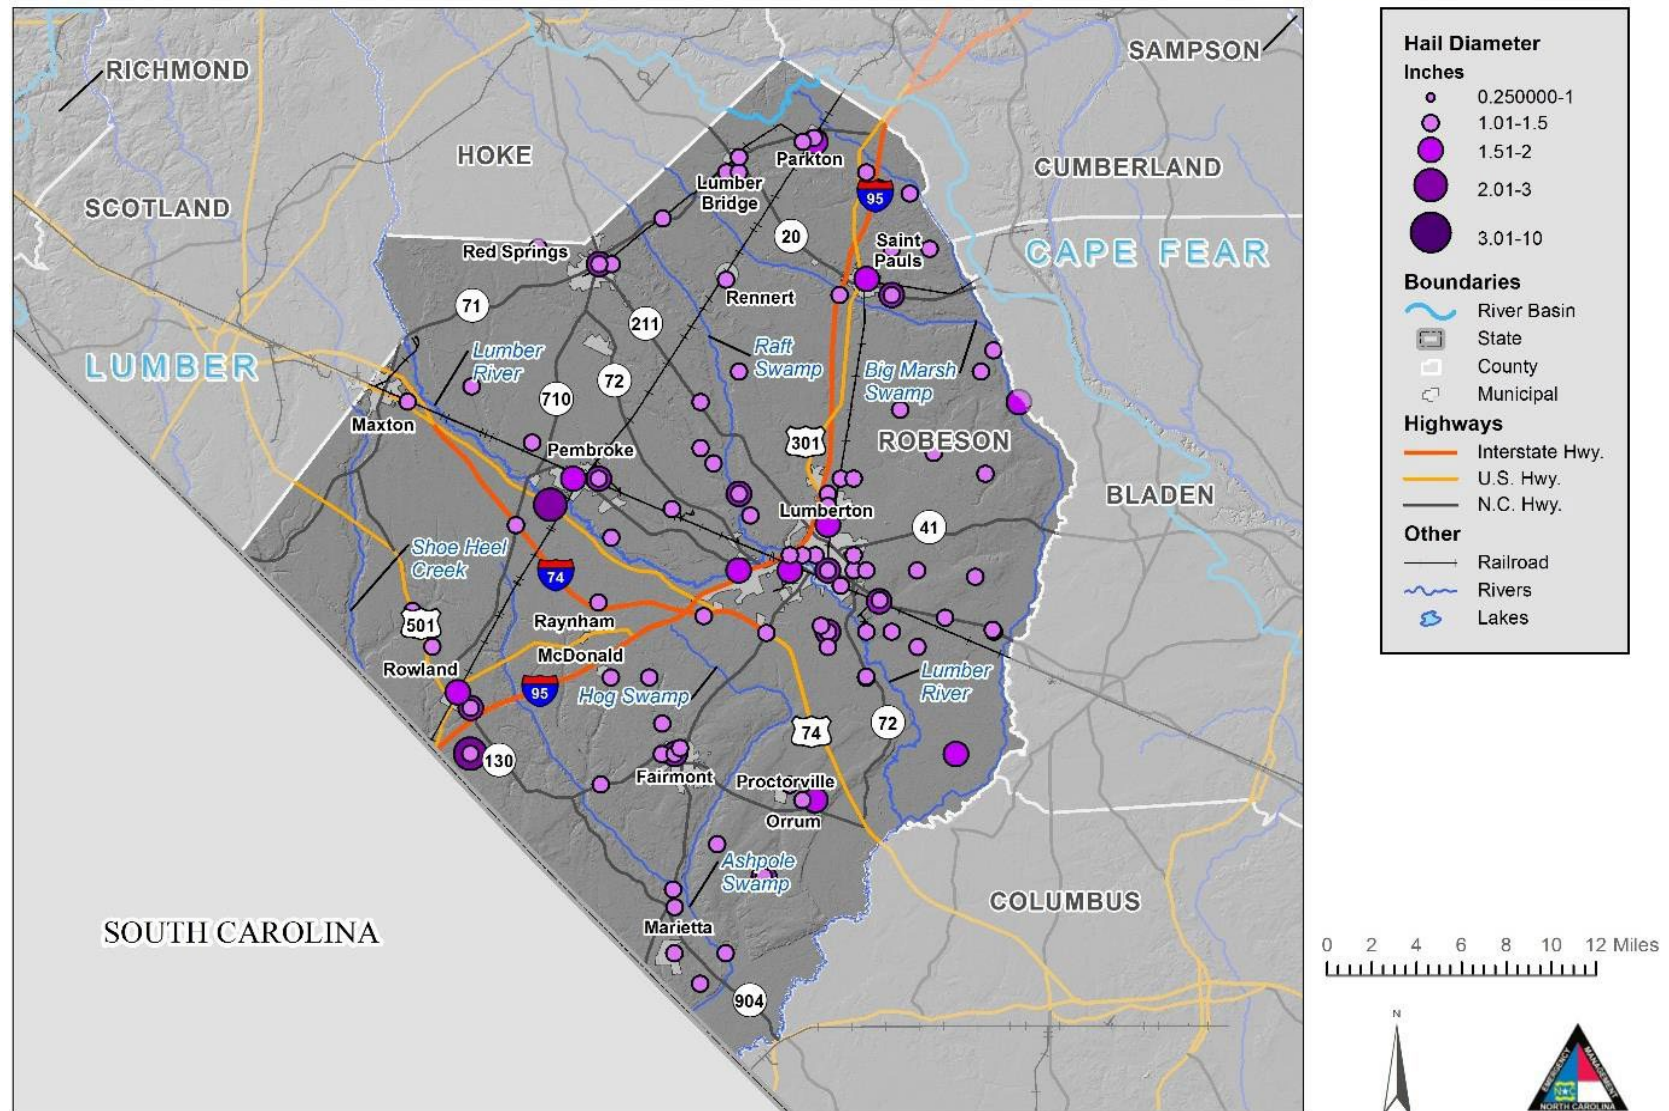 RICHMOND
SAMPSON
HOKE
CUMBERLAND
SCOTLAND
CAPE FEAR
LUMBER
BLADEN
ROBESON
COLUMBUS
SOUTH CAROLINA
Parkton
Lumber
Bridge
95
20
Red Springs
Saint
Pauls
Rennert
71
211
Lumber
River
Raft
Swamp
Big Marsh
Swamp
72
710
Maxton
301
Pembroke
Lumberton
41
Shoe Heel
Creek
74
501
Raynham
McDonald
Rowland
95
Hog Swamp
Lumber
River
72
74
130
Fairmont
Proctorville
Orrum
Ashpole
Swamp
Marietta
904
Hail Diameter
Inches
0.250000-1
1.01-1.5
1.51-2
2.01-3
3.01-10
Boundaries
River Basin
State
County
Municipal
Highways
Interstate Hwy.
U.S. Hwy.
N.C. Hwy.
Other
Railroad
Rivers
Lakes
0 2 4 6 8 10 12 Miles
N
EMERGENCY
MANAGEMENT
NORTH CAROLINA